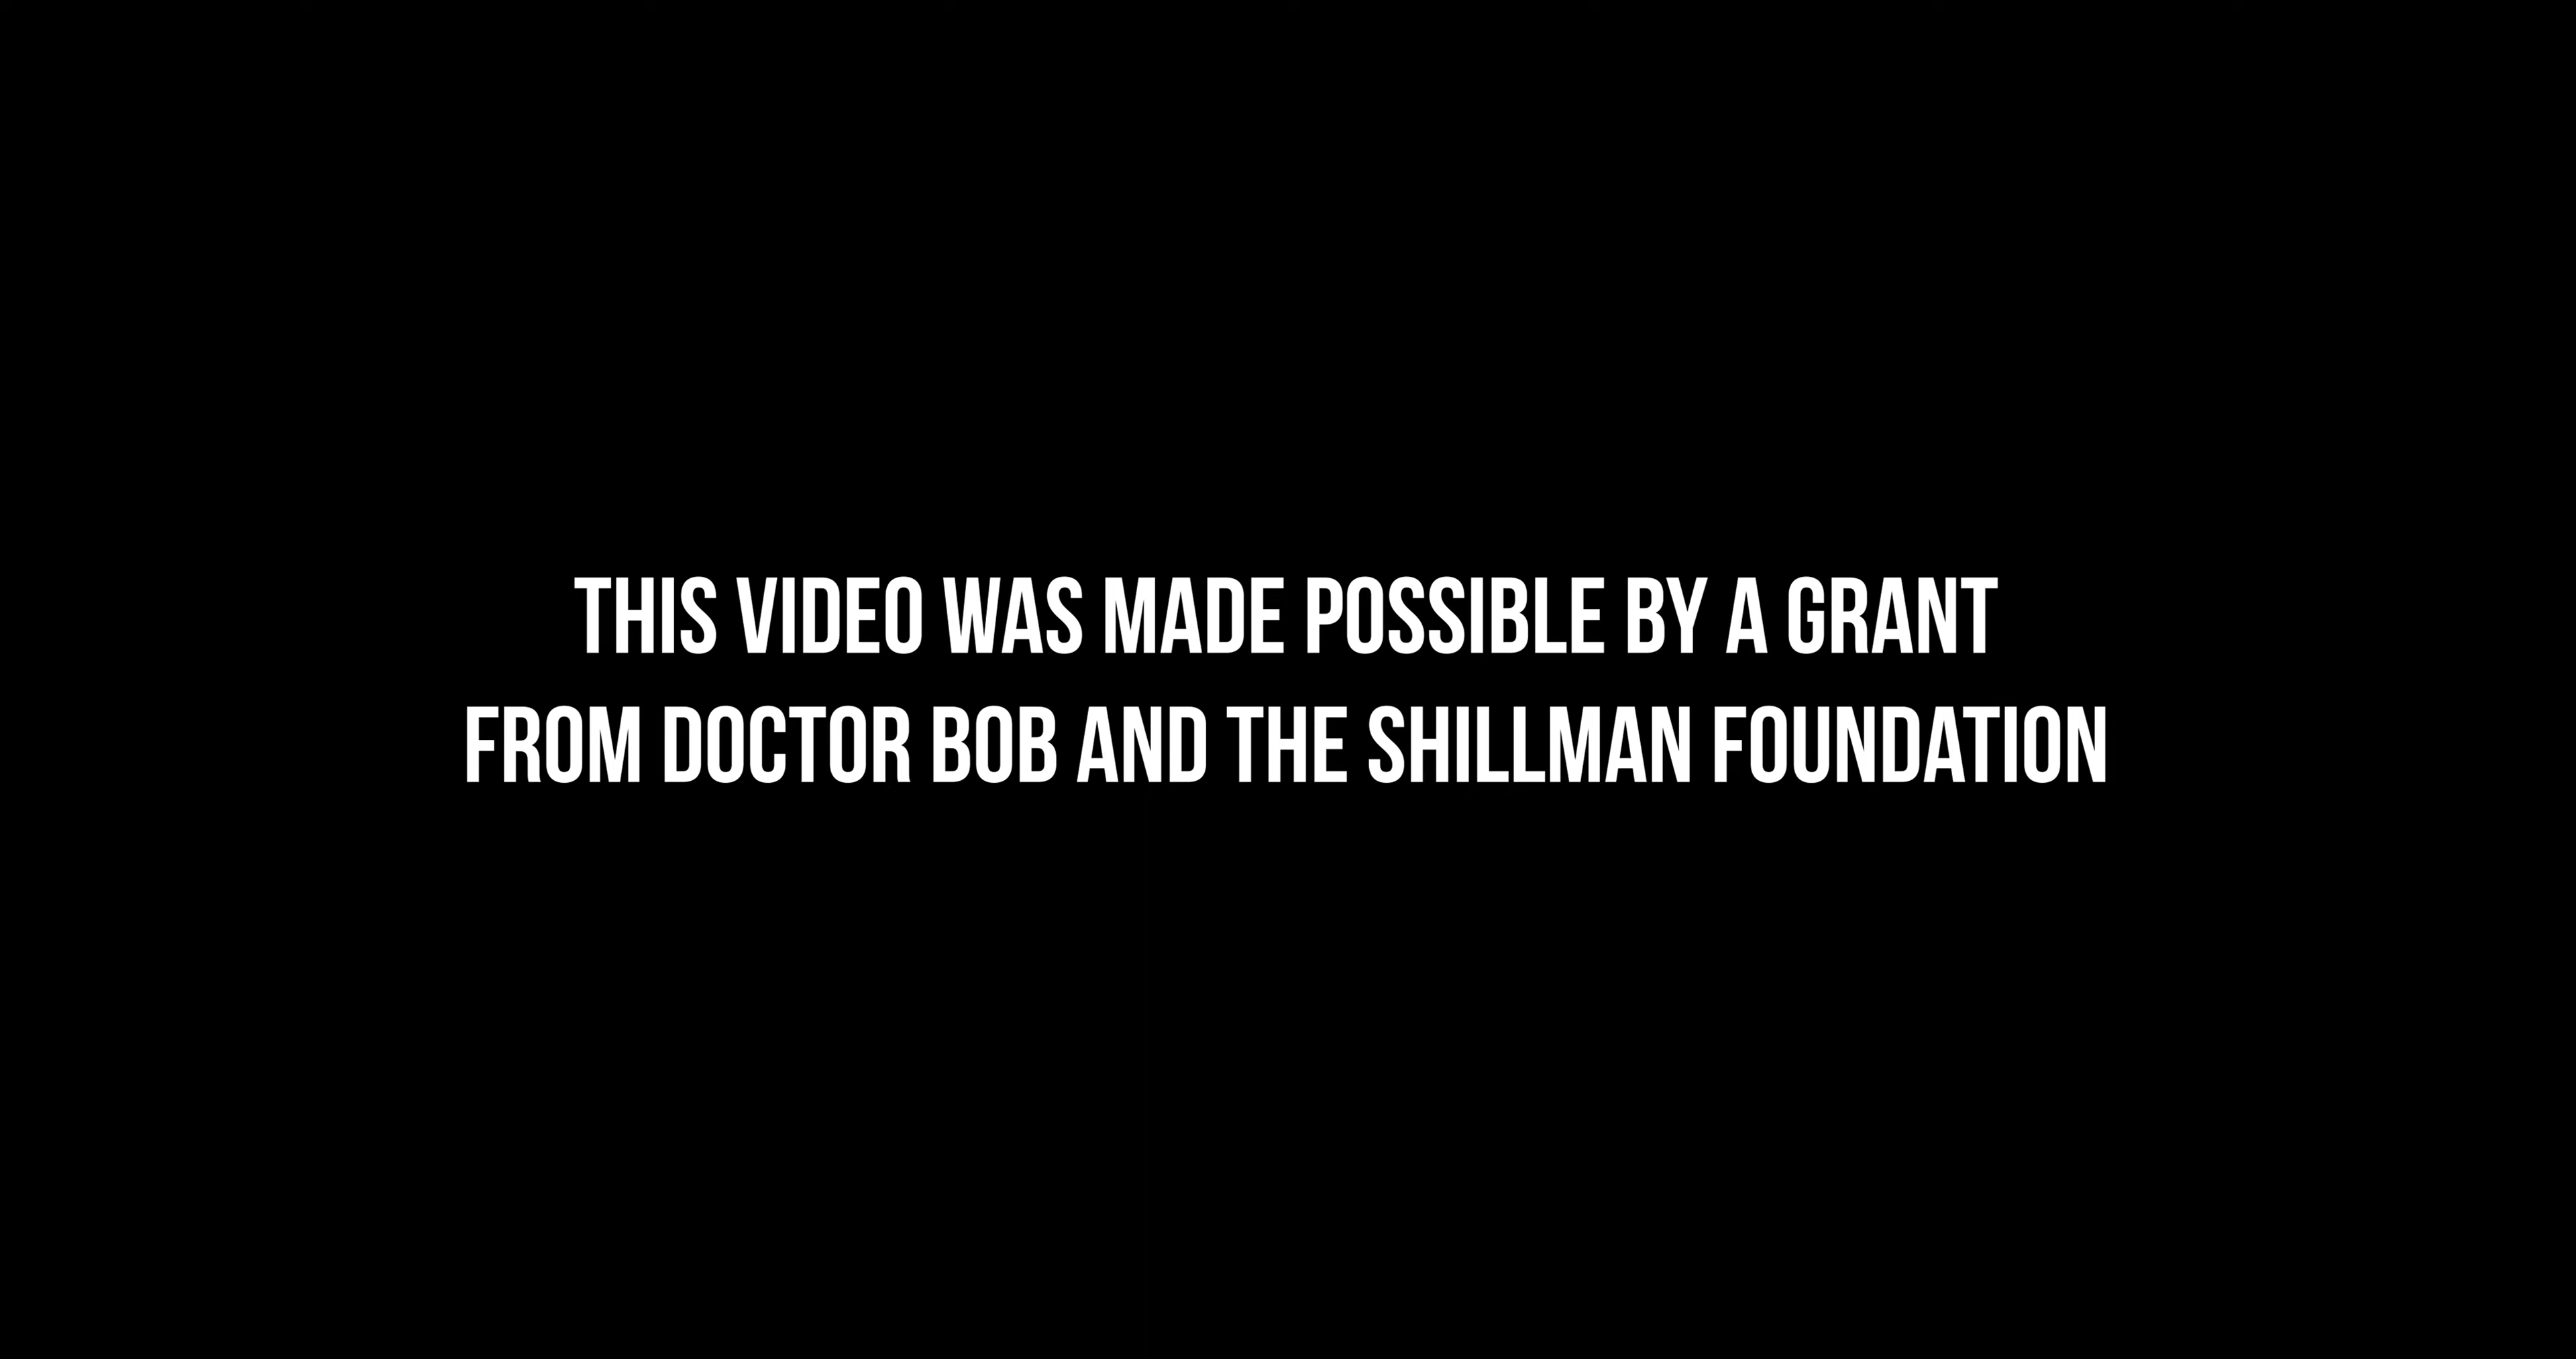 THIS VIDEO WAS MADE POSSIBLE BY A GRANT
FROM DOCTOR BOB AND THE SHILLMAN FOUNDATION